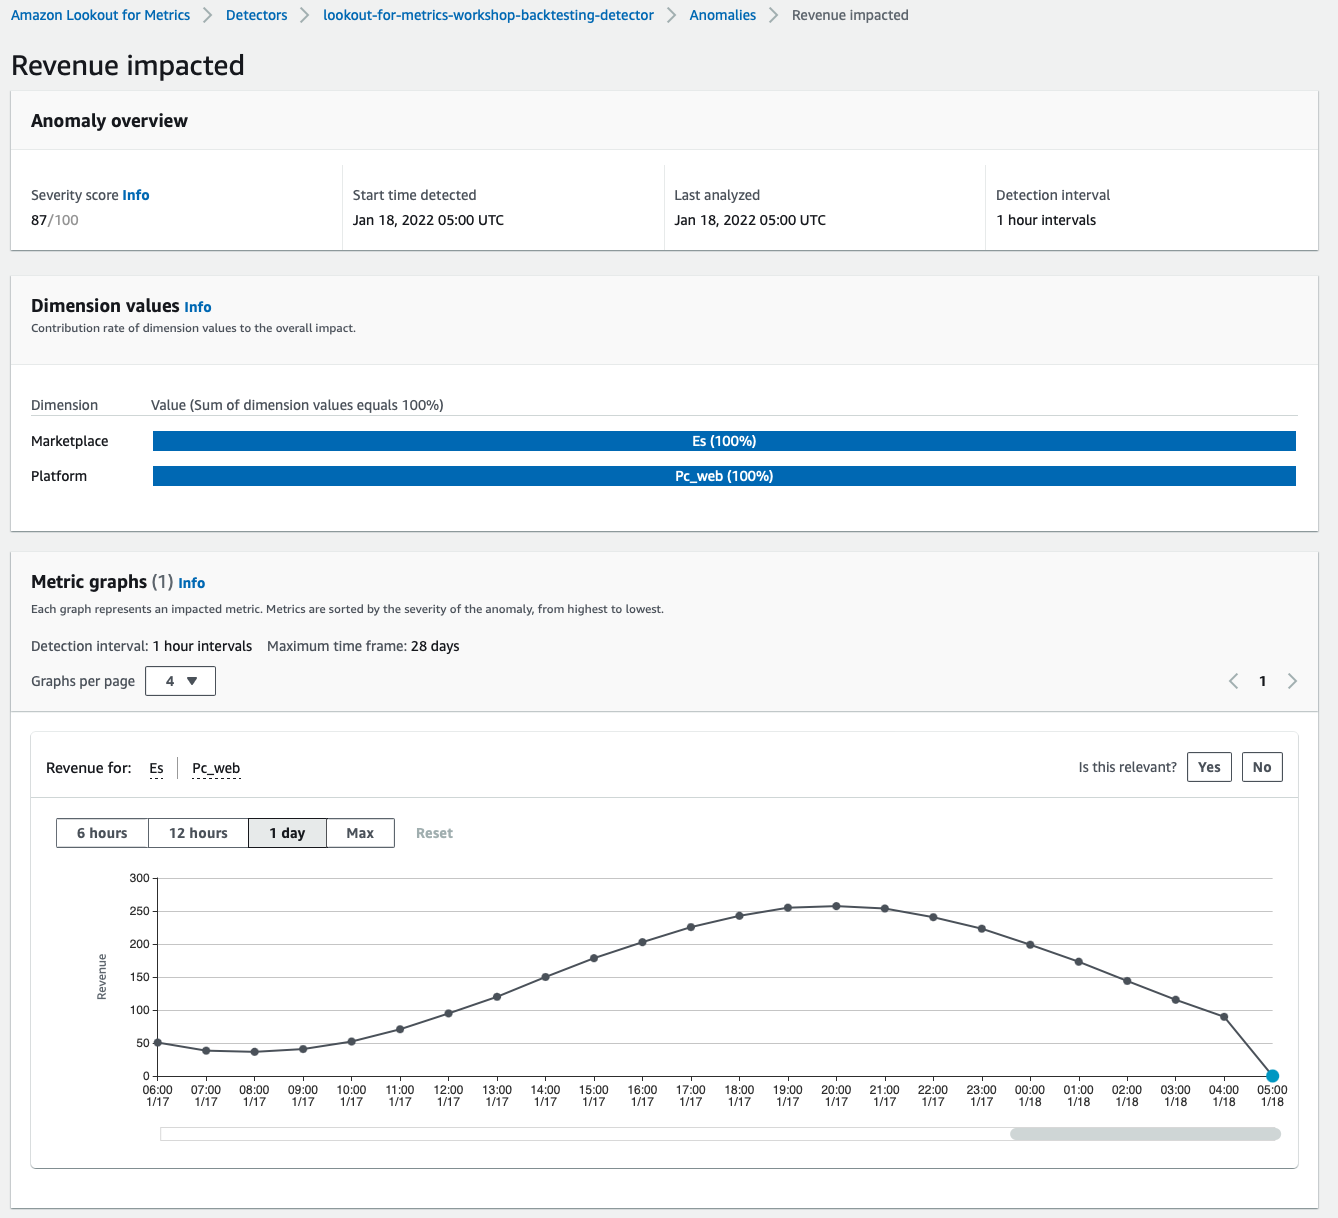 Amazon Lookout for Metrics > Detectors > lookout-for-metrics-workshop-backtesting-detector > Anomalies > Revenue impacted
Revenue impacted
Anomaly overview
Severity score Info
87/100
Start time detected
Jan 18, 2022 05:00 UTC
Last analyzed
Jan 18, 2022 05:00 UTC
Detection interval
1 hour intervals
Dimension values Info
Contribution rate of dimension values to the overall impact.
Dimension Value (Sum of dimension values equals 100%)
Marketplace Es (100%)
Platform Pc_web (100%)
Metric graphs (1) Info
Each graph represents an impacted metric. Metrics are sorted by the severity of the anomaly, from highest to lowest.
Detection interval: 1 hour intervals Maximum time frame: 28 days
Graphs per page 4 1
Revenue for: Es Pc_web Is this relevant? Yes No
6 hours 12 hours 1 day Max Reset
Revenue
300
250
200
150
100
50
0
06:00 07:00 08:00 09:00 10:00 11:00 12:00 13:00 14:00 15:00 16:00 17:00 18:00 19:00 20:00 21:00 22:00 23:00 00:00 01:00 02:00 03:00 04:00 05:00
1/17 1/17 1/17 1/17 1/17 1/17 1/17 1/17 1/17 1/17 1/17 1/17 1/17 1/17 1/17 1/17 1/17 1/17 1/18 1/18 1/18 1/18 1/18 1/18